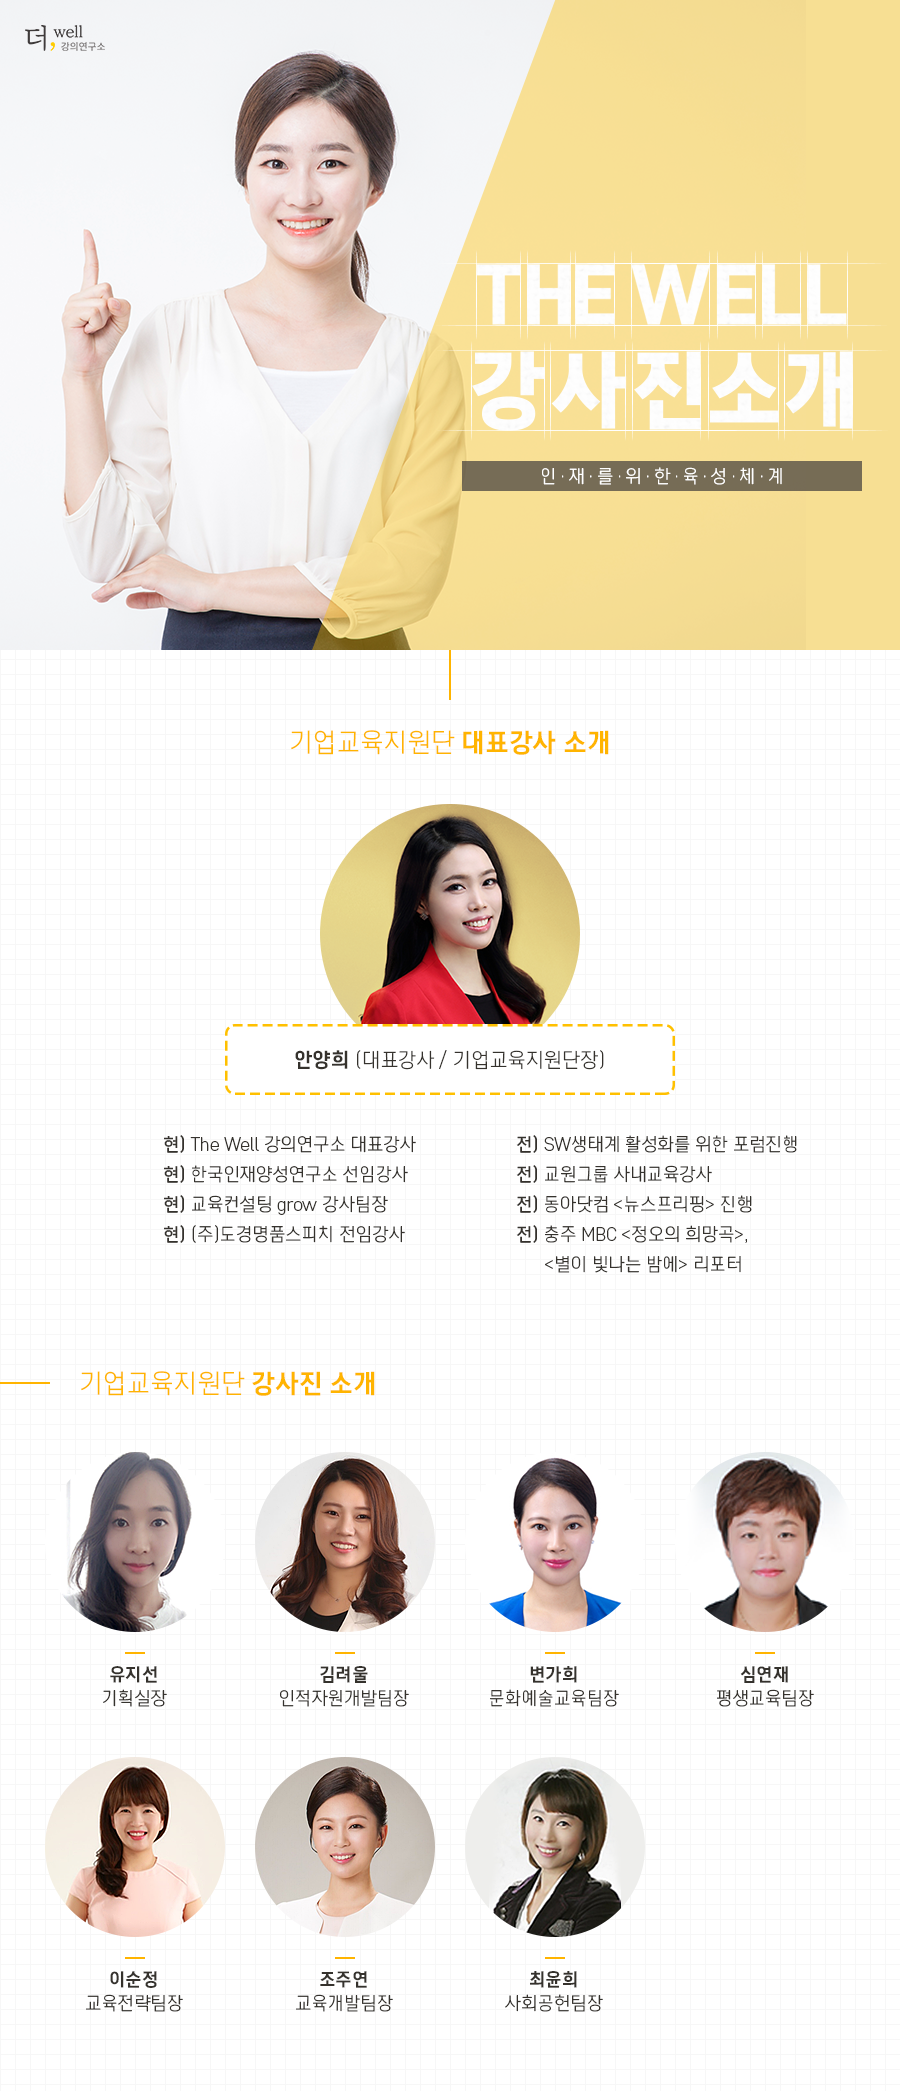 더, well
강의연구소
THE WELL
강사진소개
인·재·를·위·한·육·성·체·계
기업교육지원단 대표강사 소개
안양희 (대표강사 / 기업교육지원단장)
현) The Well 강의연구소 대표강사
현) 한국인재양성연구소 선임강사
현) 교육컨설팅 grow 강사팀장
현) (주)도경명품스피치 전임강사
전) SW생태계 활성화를 위한 포럼진행
전) 교원그룹 사내교육강사
전) 동아닷컴 <뉴스프리핑> 진행
전) 충주 MBC <정오의 희망곡>,
<별이 빛나는 밤에> 리포터
기업교육지원단 강사진 소개
유지선
기획실장
김려울
인적자원개발팀장
변가희
문화예술교육팀장
심연재
평생교육팀장
이순정
교육전략팀장
조주연
교육개발팀장
최윤희
사회공헌팀장